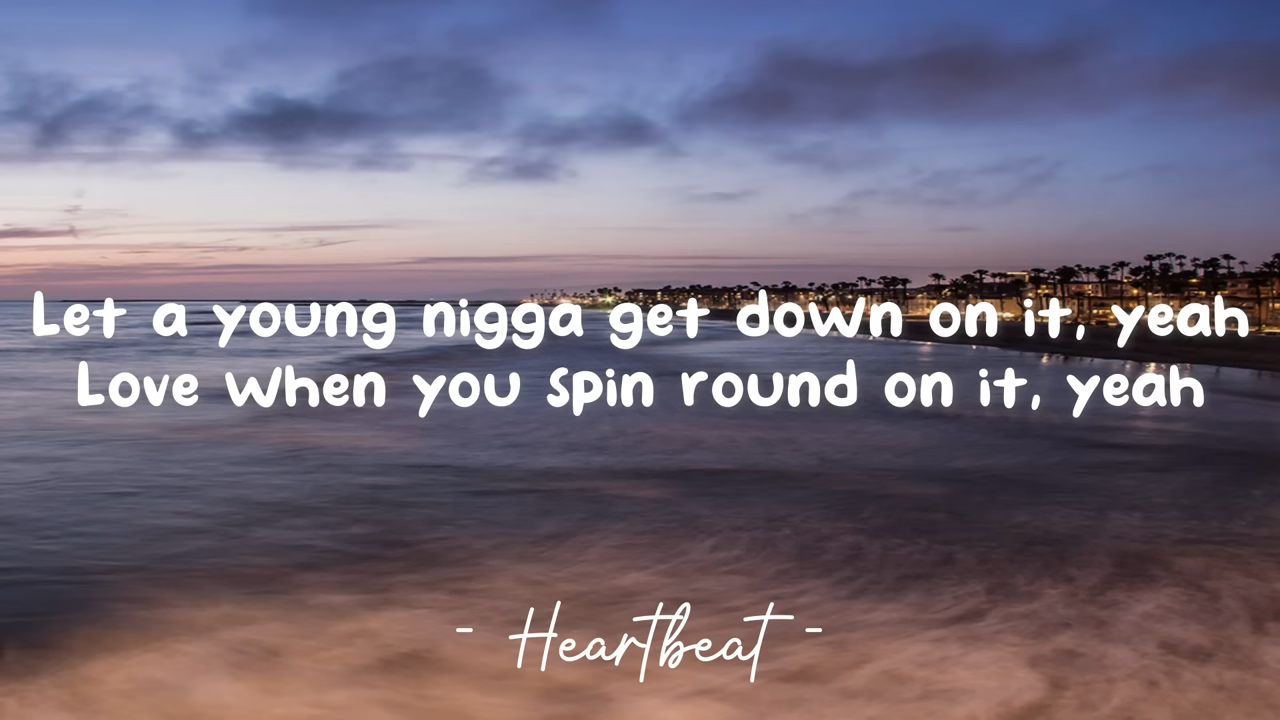 Let a young nigga get down on it, yeah
Love when you spin round on it, yeah
- Heartbeat -